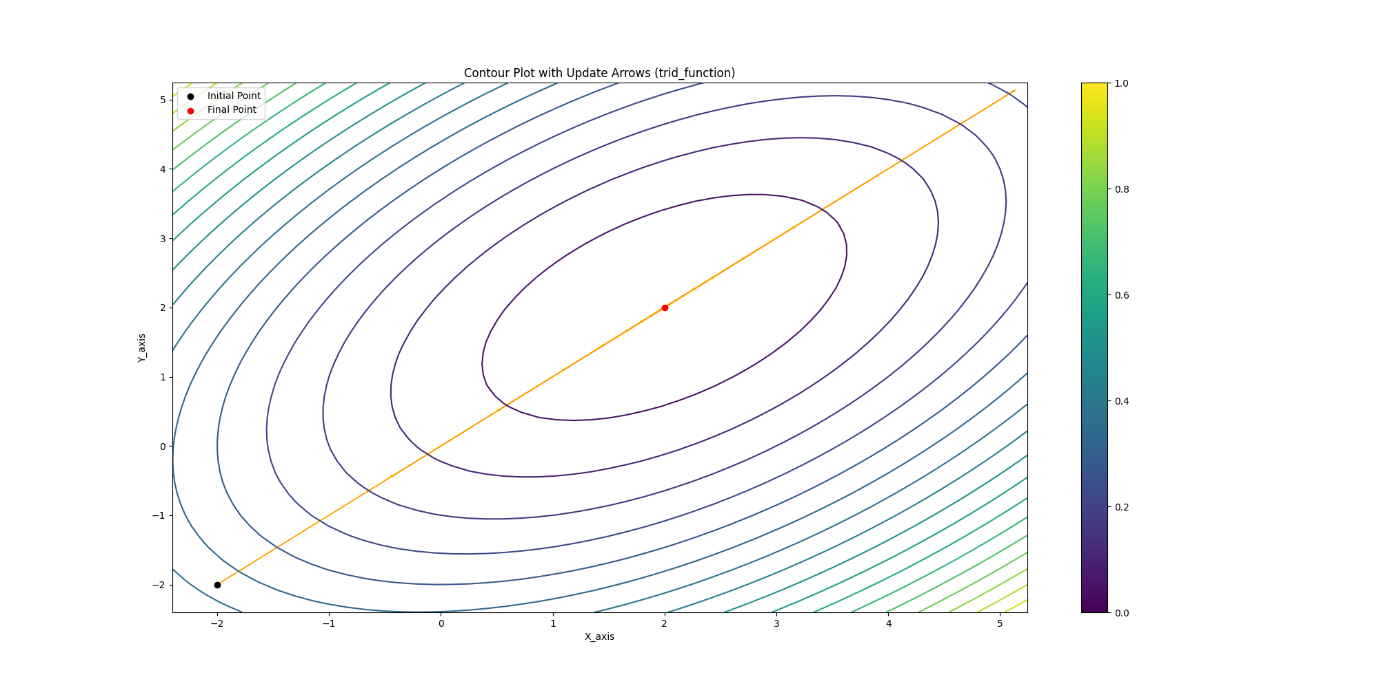 Contour Plot with Update Arrows (trid_function)
Initial Point
Final Point
5
4
3
2
1
0
−1
−2
Y_axis
−2 −1 0 1 2 3 4 5
X_axis
1.0
0.8
0.6
0.4
0.2
0.0